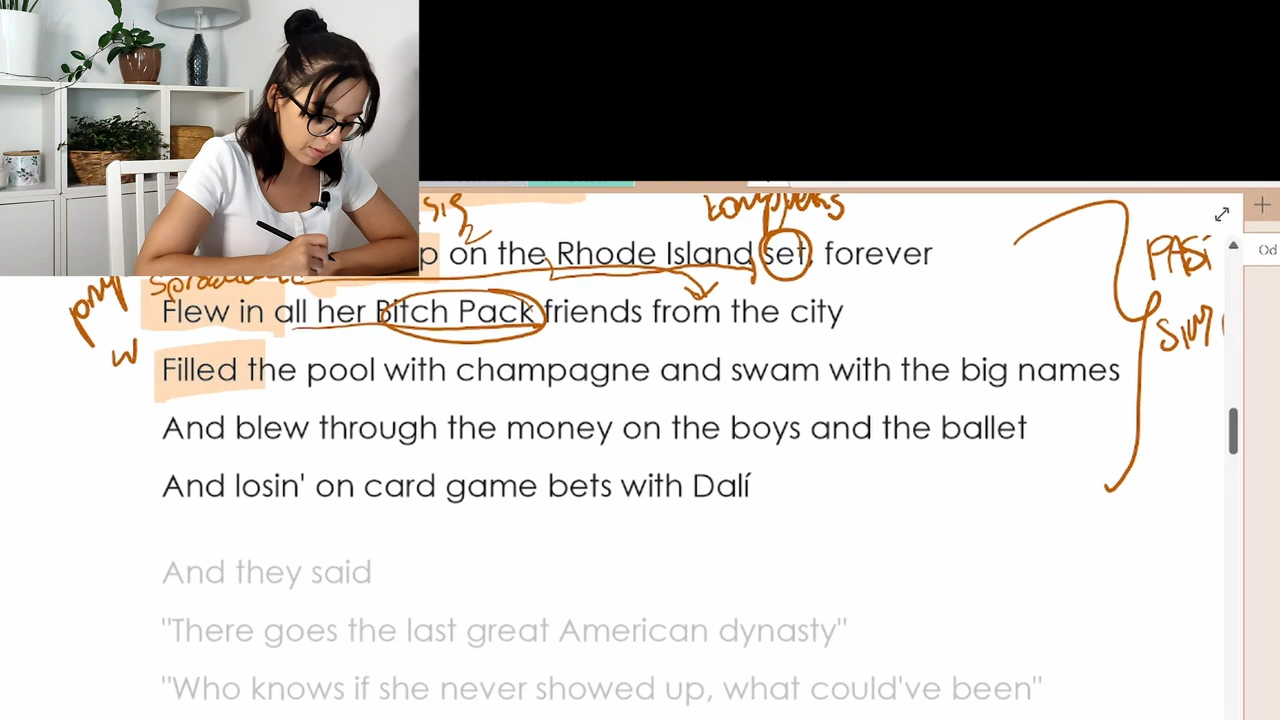 p on the Rhode Island set, forever
Flew in all her Bitch Pack friends from the city
PAST
Filled the pool with champagne and swam with the big names
And blew through the money on the boys and the ballet
And losin' on card game bets with Dalí
And they said
"There goes the last great American dynasty"
"Who knows if she never showed up, what could've been"
Od